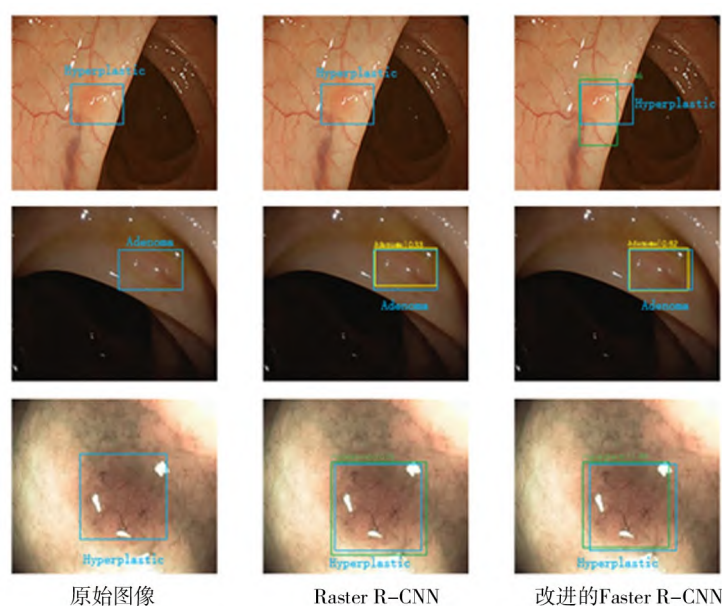 Hyperplastic
Hyperplastic
Hyperplastic
Adenoma
Adenoma
Adenoma
Hyperplastic
Hyperplastic
Hyperplastic
原始图像
Raster R-CNN
改进的Faster R-CNN